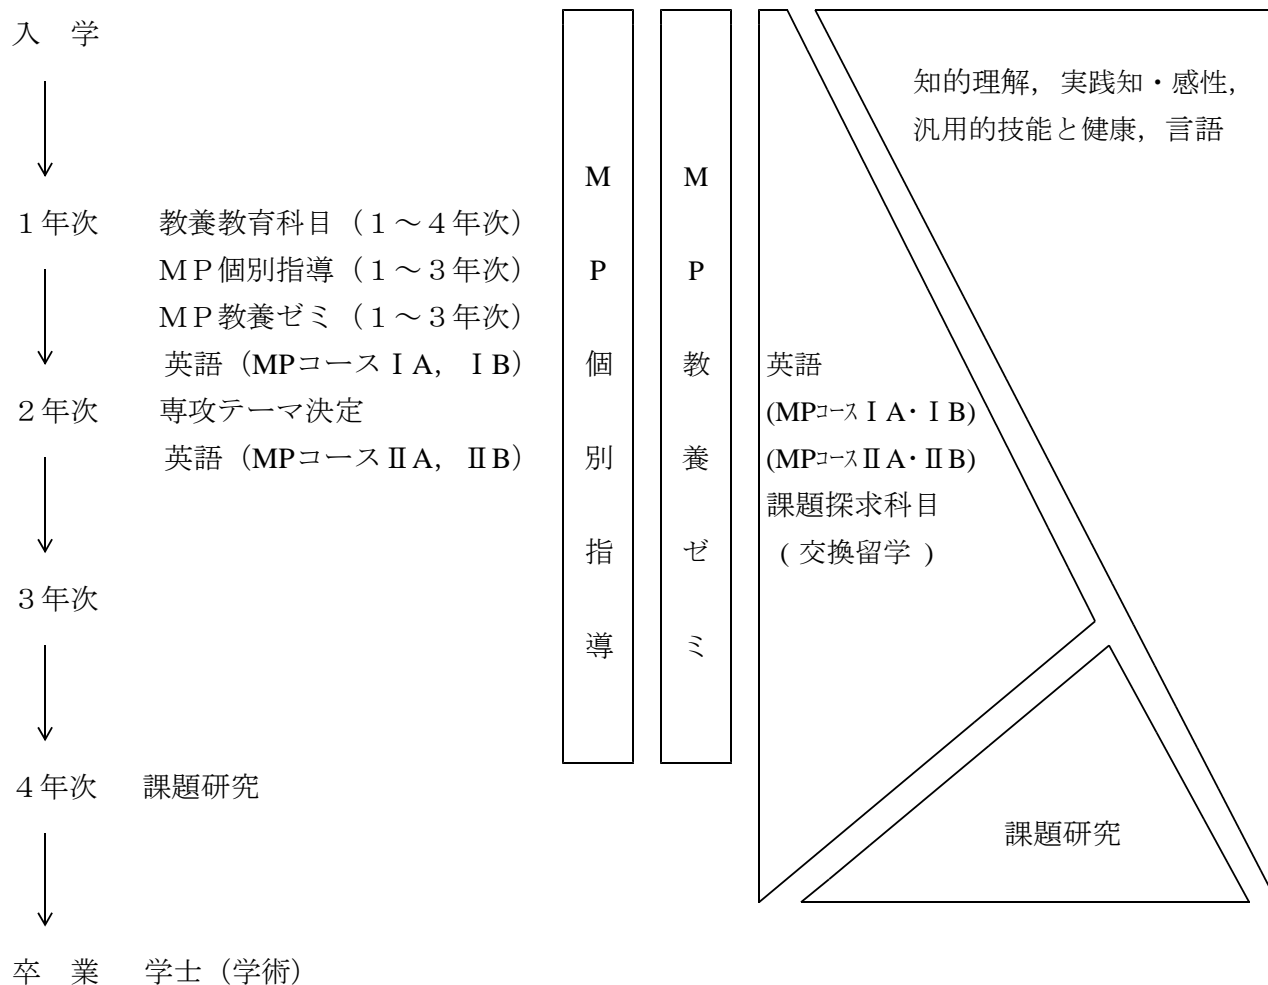 入　学
１年次　教養教育科目（１～４年次）
ＭＰ個別指導（１～３年次）
ＭＰ教養ゼミ（１～３年次）
英語（MPコースⅠA，ⅠB）
２年次　専攻テーマ決定
英語（MPコースⅡA，ⅡB）
３年次
４年次　課題研究
卒　業　学士（学術）
MP個別指導
MP教養ゼミ
英語
(MPコースⅠA・ⅠB)
(MPコースⅡA・ⅡB)
課題探求科目
(交換留学)
知的理解，実践知・感性，
汎用的技能と健康，言語
課題研究